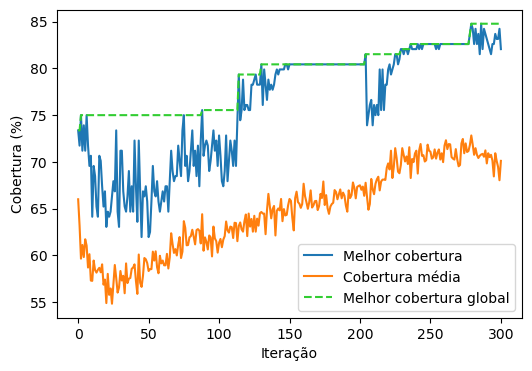 85
80
75
70
65
60
55
Cobertura (%)
0
50
100
150
200
250
300
Iteração
Melhor cobertura
Cobertura média
Melhor cobertura global